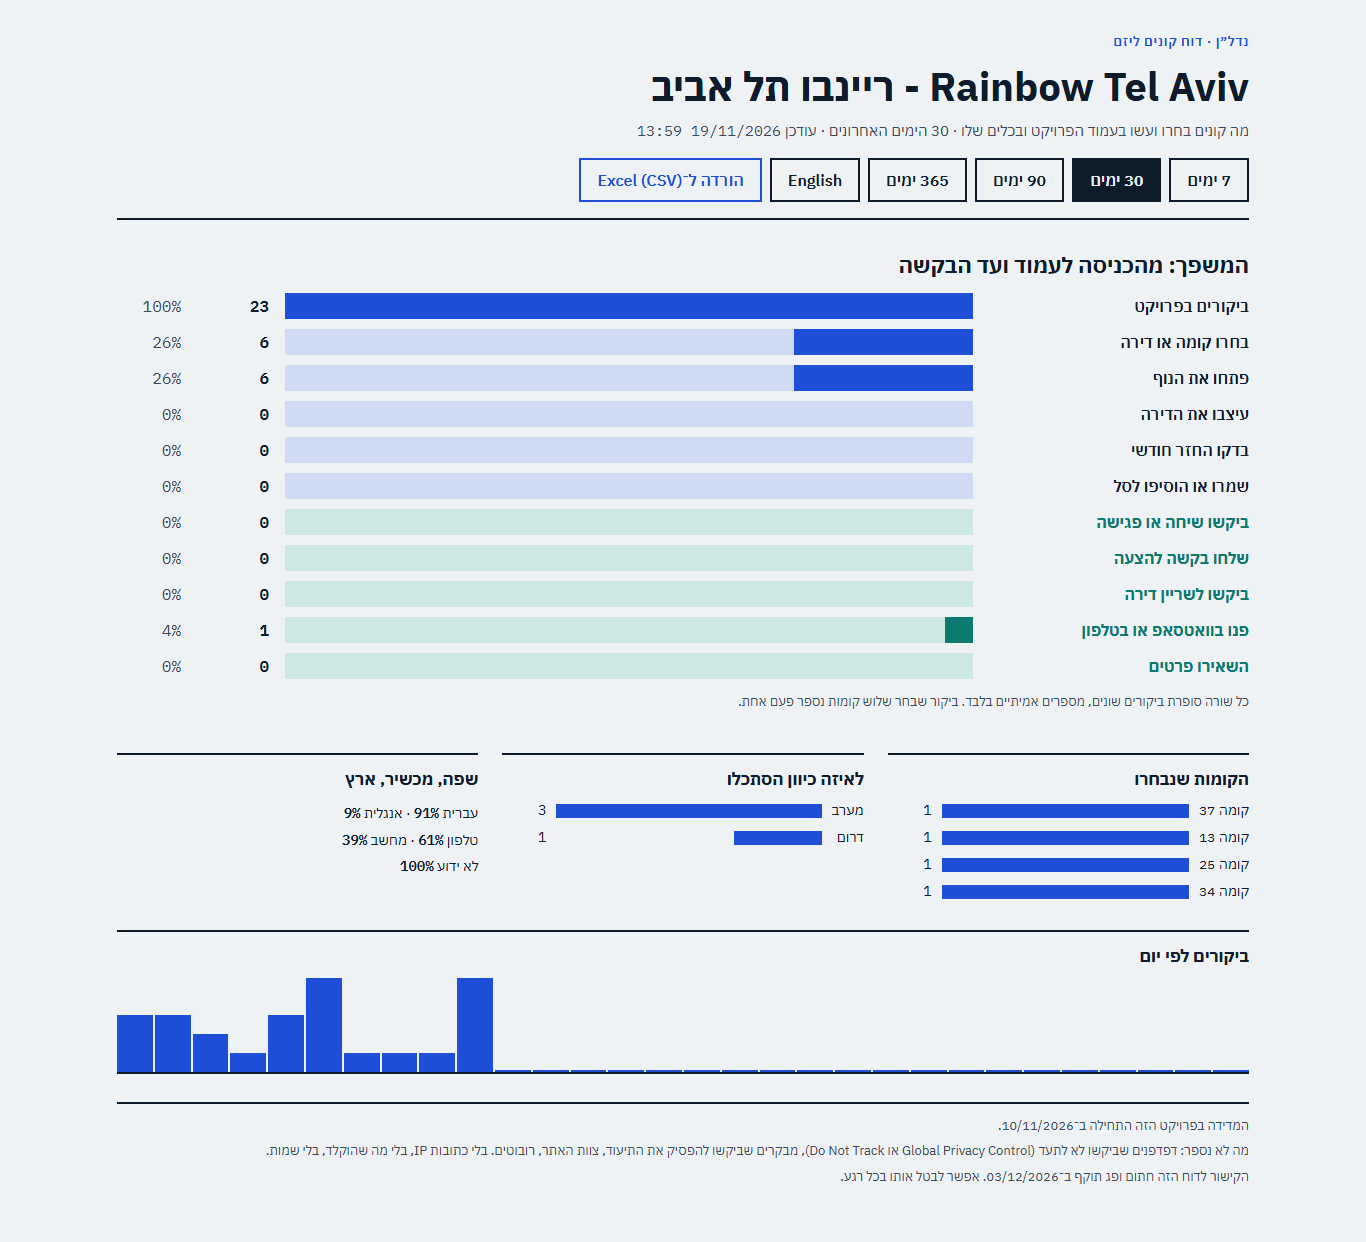 נדל"ן · דוח קונים ליזם
Rainbow Tel Aviv - ריינבו תל אביב
מה קונים בחרו ועשו בעמוד הפרויקט ובכלים שלו · 30 הימים האחרונים · עודכן 19/11/2026 13:59
7 ימים
30 ימים
90 ימים
365 ימים
English
הורדה ל־Excel (CSV)
המשפך: מהכניסה לעמוד ועד הבקשה
ביקורים בפרויקט 23 100%
בחרו קומה או דירה 6 26%
פתחו את הנוף 6 26%
עיצבו את הדירה 0 0%
בדקו החזר חודשי 0 0%
שמרו או הוסיפו לסל 0 0%
ביקשו שיחה או פגישה 0 0%
שלחו בקשה להצעה 0 0%
ביקשו לשריין דירה 0 0%
פנו בוואטסאפ או בטלפון 1 4%
השאירו פרטים 0 0%
כל שורה סופרת ביקורים שונים, מספרים אמיתיים בלבד. ביקור שבחר שלוש קומות נספר פעם אחת.
הקומות שנבחרו
קומה 37 1
קומה 13 1
קומה 25 1
קומה 34 1
לאיזה כיוון הסתכלו
מערב 3
דרום 1
שפה, מכשיר, ארץ
עברית 91% · אנגלית 9%
טלפון 61% · מחשב 39%
לא ידוע 100%
ביקורים לפי יום
המדידה בפרויקט הזה התחילה ב־10/11/2026.
מה לא נספר: דפדפנים שביקשו לא לתעד (Do Not Track או Global Privacy Control), מבקרים שביקשו להפסיק את התיעוד, צוות האתר, רובוטים. בלי כתובות IP, בלי מה שהוקלד, בלי שמות.
הקישור לדוח הזה חתום ופג תוקף ב־03/12/2026. אפשר לבטל אותו בכל רגע.